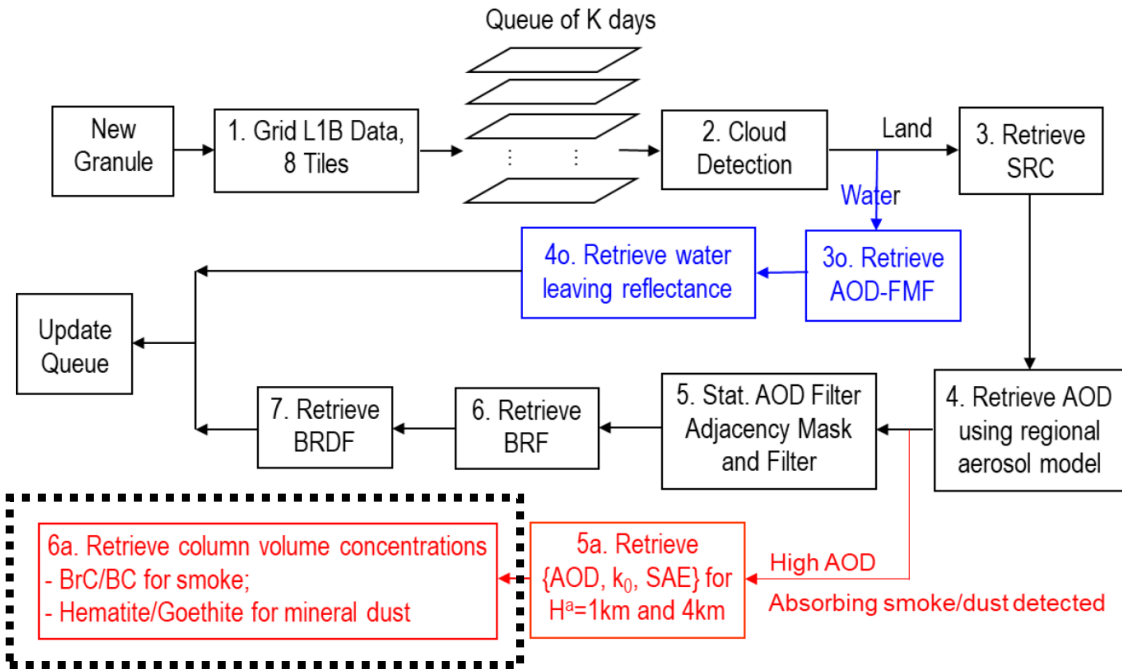 Queue of K days
New
Granule
1. Grid L1B Data,
8 Tiles
2. Cloud
Detection
Land
3. Retrieve
SRC
Water
4o. Retrieve water
leaving reflectance
3o. Retrieve
AOD-FMF
Update
Queue
7. Retrieve
BRDF
6. Retrieve
BRF
5. Stat. AOD Filter
Adjacency Mask
and Filter
4. Retrieve AOD
using regional
aerosol model
6a. Retrieve column volume concentrations
- BrC/BC for smoke;
- Hematite/Goethite for mineral dust
5a. Retrieve
{AOD, k₀, SAE} for
Hᵃ=1km and 4km
High AOD
Absorbing smoke/dust detected